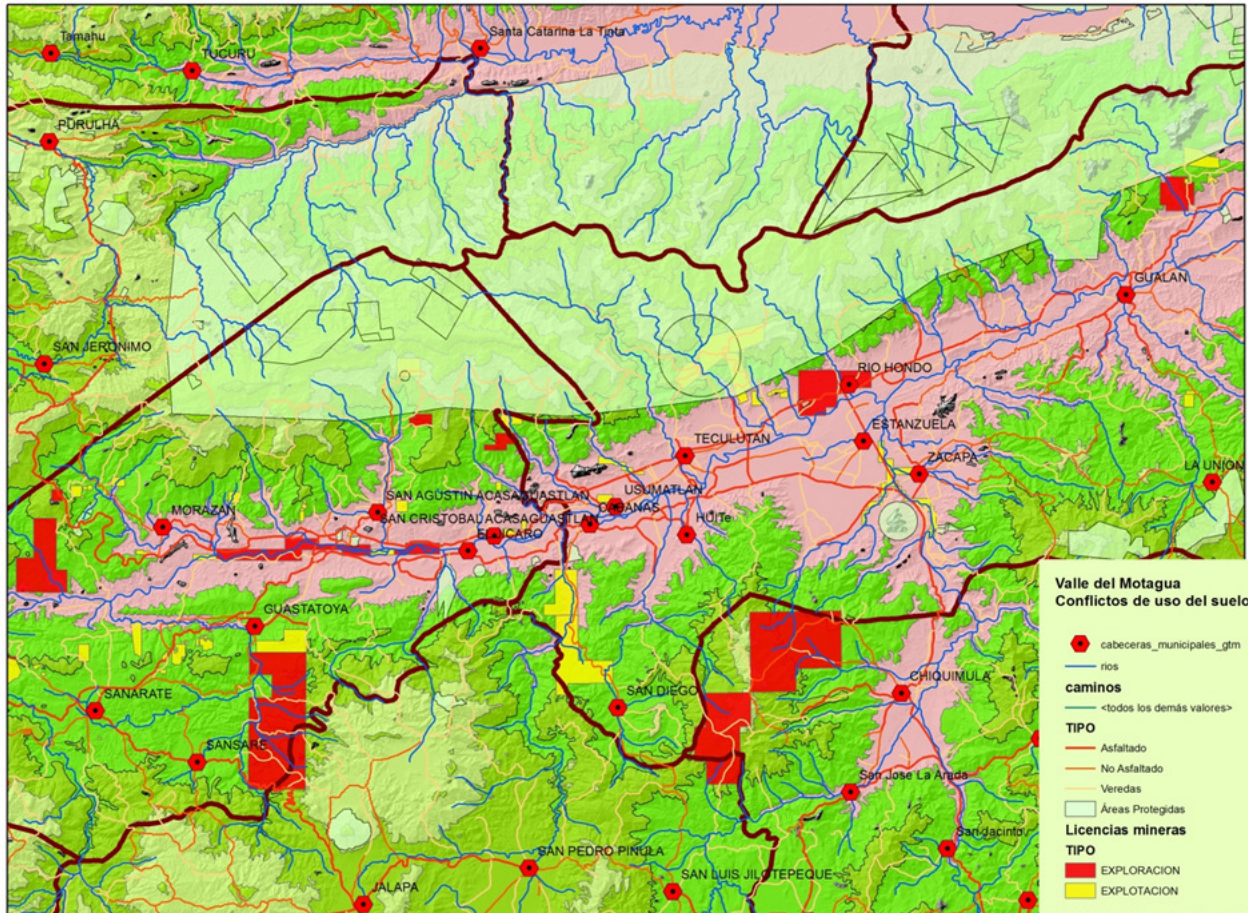 Tamahu
TUCURU
Santa Catarina La Tinta
PURULHA
SAN JERONIMO
GUALAN
RIO HONDO
ESTANZUELA
TECULUTAN
ZACAPA
LA UNION
SAN AGUSTIN ACASAGUASTLAN
USUMATLAN
MORAZAN
SAN CRISTOBAL ACASAGUASTLAN
HUITe
GUASTATOYA
SANARATE
SAN DIEGO
CHIQUIMULA
SANSARE
San Jose La Arada
San Jacinto
SAN PEDRO PINULA
SAN LUIS JILOTEPEQUE
JALAPA
Valle del Motagua
Conflictos de uso del suelo
cabeceras_municipales_gtm
rios
caminos
<todos los demás valores>
TIPO
Asfaltado
No Asfaltado
Veredas
Áreas Protegidas
Licencias mineras
TIPO
EXPLORACION
EXPLOTACION